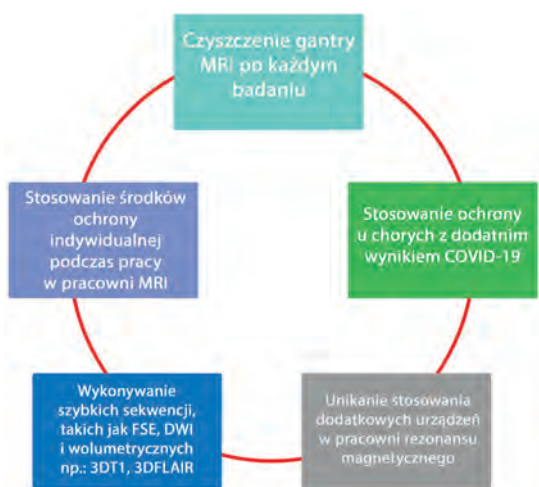 Czyszczenie gantry
MRI po każdym
badaniu
Stosowanie środków
ochrony
indywidualnej
podczas pracy
w pracowni MRI
Stosowanie ochrony
u chorych z dodatnim
wynikiem COVID-19
Wykonywanie
szybkich sekwencji,
takich jak FSE, DWI
i wolumetrycznych
np.: 3DT1, 3DFLAIR
Unikanie stosowania
dodatkowych urządzeń
w pracowni rezonansu
magnetycznego